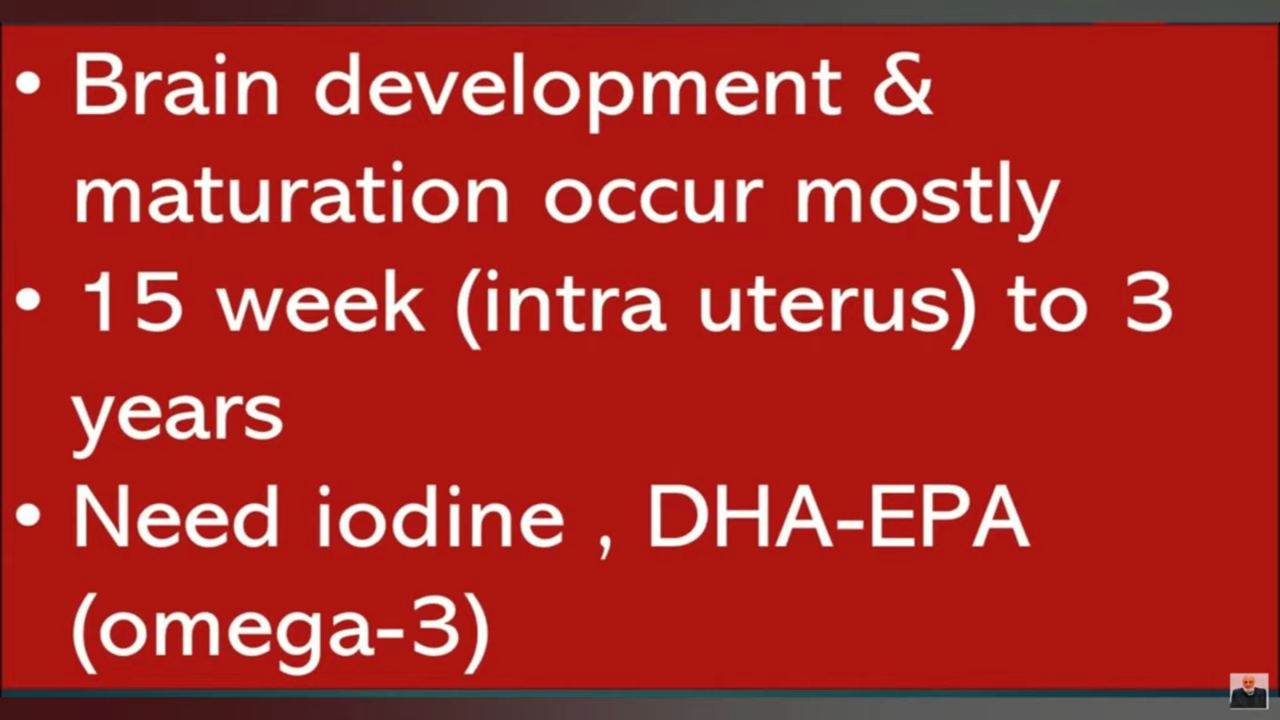 • Brain development &
maturation occur mostly
• 15 week (intra uterus) to 3
years
• Need iodine , DHA-EPA
(omega-3)